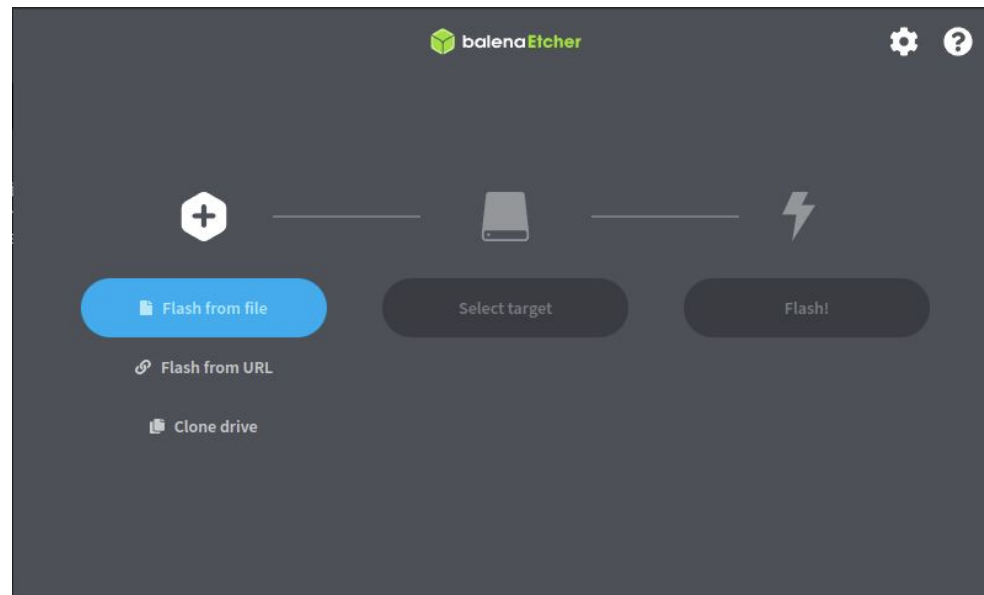 balenaEtcher
Flash from file
Select target
Flash!
Flash from URL
Clone drive